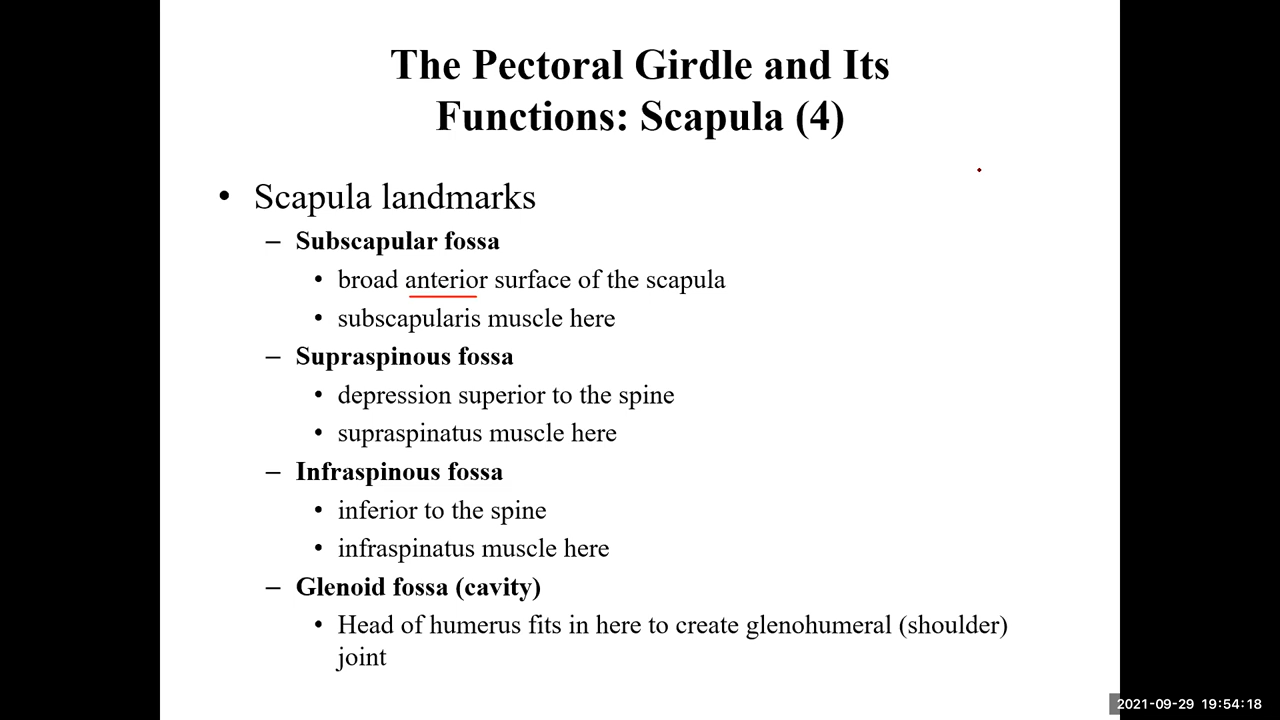 The Pectoral Girdle and Its
Functions: Scapula (4)
• Scapula landmarks
– Subscapular fossa
• broad anterior surface of the scapula
• subscapularis muscle here
– Supraspinous fossa
• depression superior to the spine
• supraspinatus muscle here
– Infraspinous fossa
• inferior to the spine
• infraspinatus muscle here
– Glenoid fossa (cavity)
• Head of humerus fits in here to create glenohumeral (shoulder)
joint
2021-09-29 19:54:18